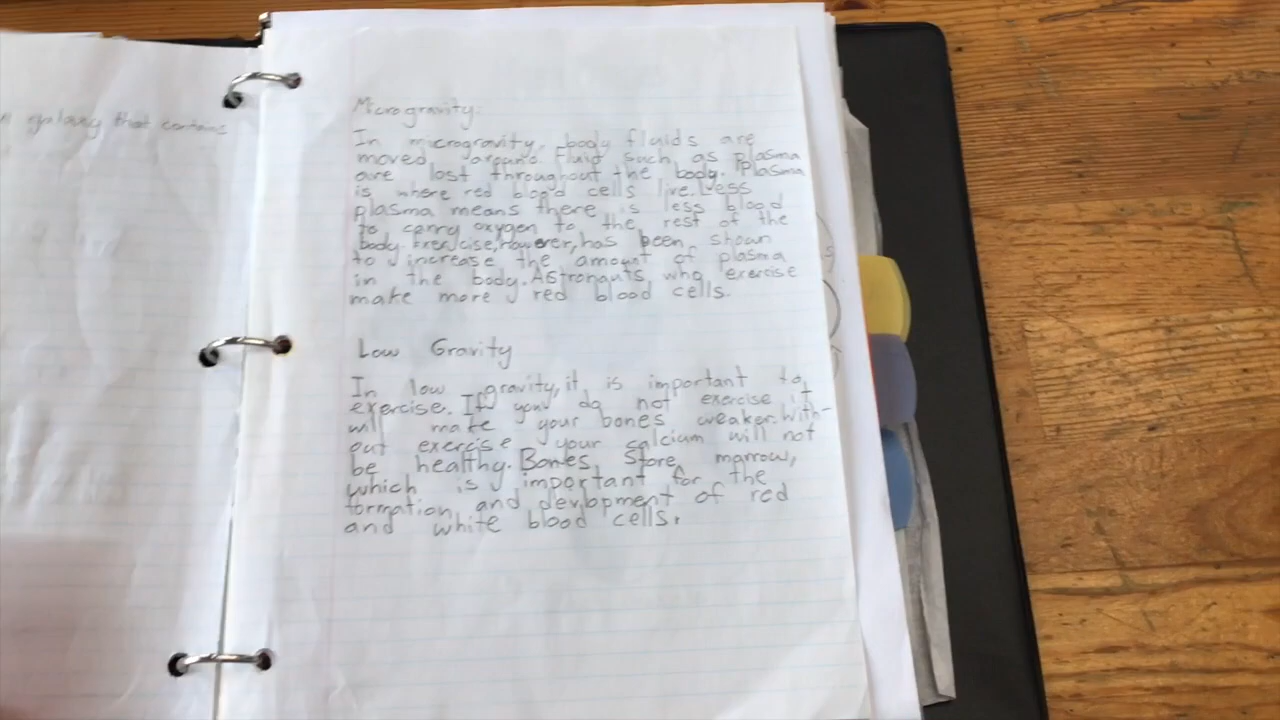 galaxy that contains
Microgravity:
In microgravity, body fluids are
moved around. Fluid such as plasma
are lost throughout the body. Plasma
is where red blood cells live. Less
plasma means there is less blood
to carry oxygen to the rest of the
body. Exercise, however, has been shown
to increase the amount of plasma
in the body. Astronauts who exercise
make more red blood cells.
Low Gravity
In low gravity, it is important to
exercise. If you do not exercise it
will make your bones weaker. With-
out exercise your calcium will not
be healthy. Bones store marrow,
which is important for the
formation and devlopment of red
and white blood cells.